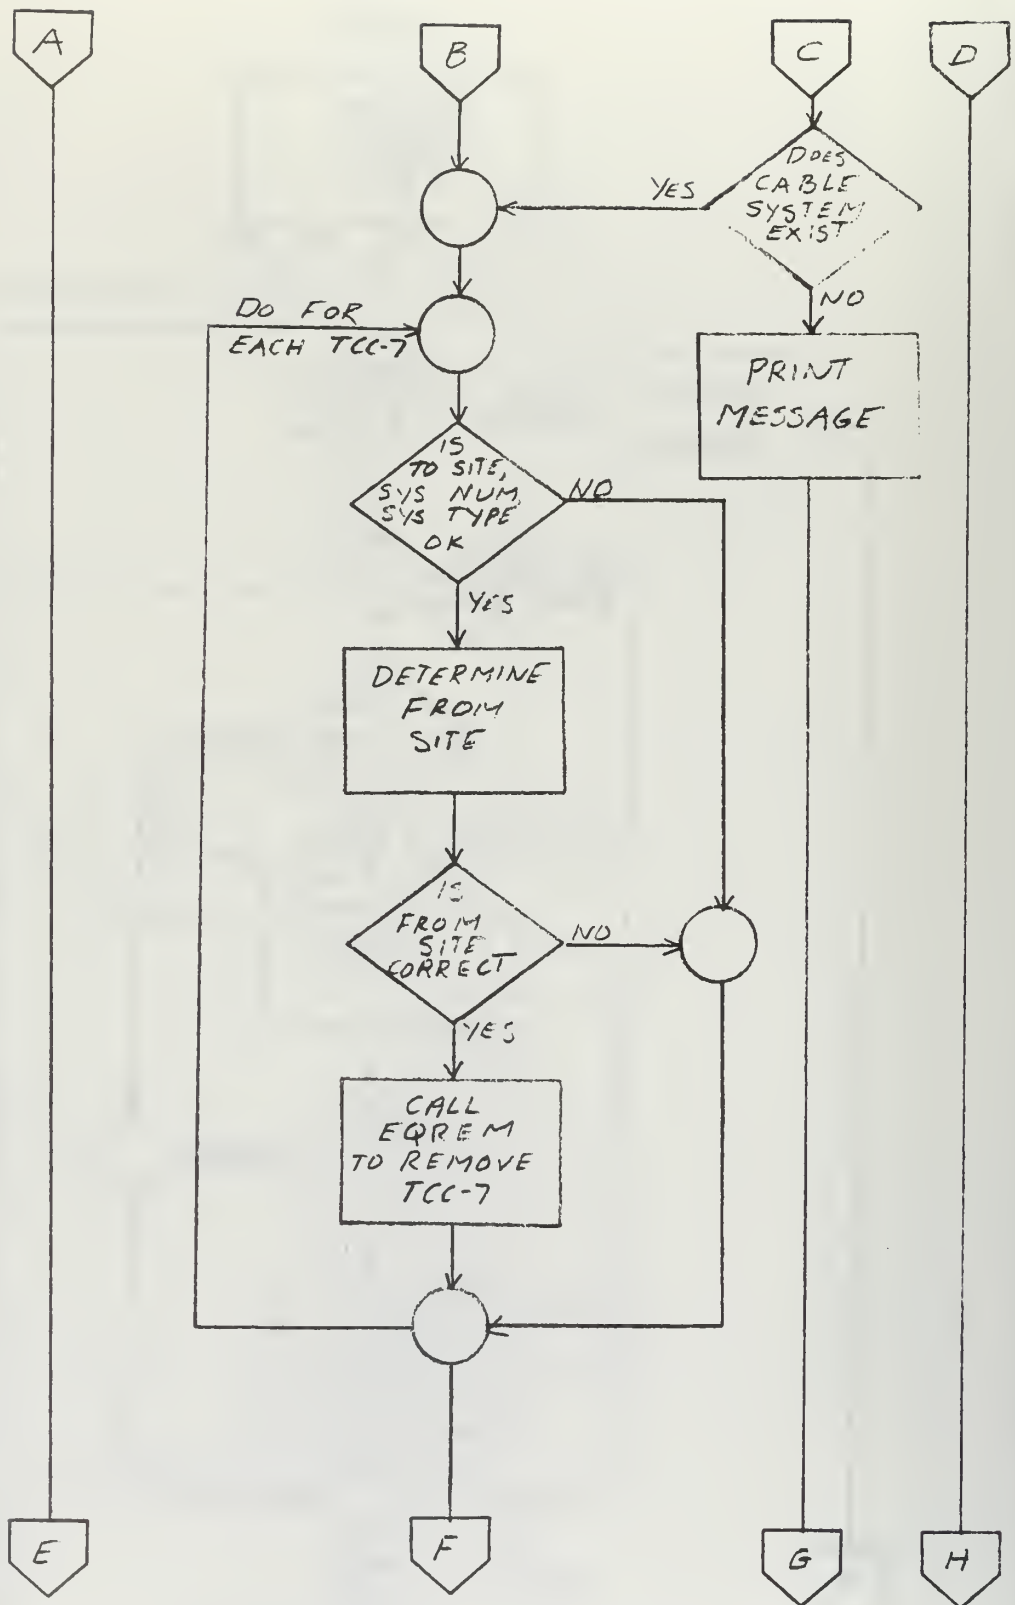 A
B
C
D
DOES
CABLE
SYSTEM
EXIST
YES
NO
DO FOR
EACH TCC-7
PRINT
MESSAGE
IS
TO SITE,
SYS NUM,
SYS TYPE
OK
NO
YES
DETERMINE
FROM
SITE
IS
FROM
SITE
CORRECT
NO
YES
CALL
EQREM
TO REMOVE
TCC-7
E
F
G
H